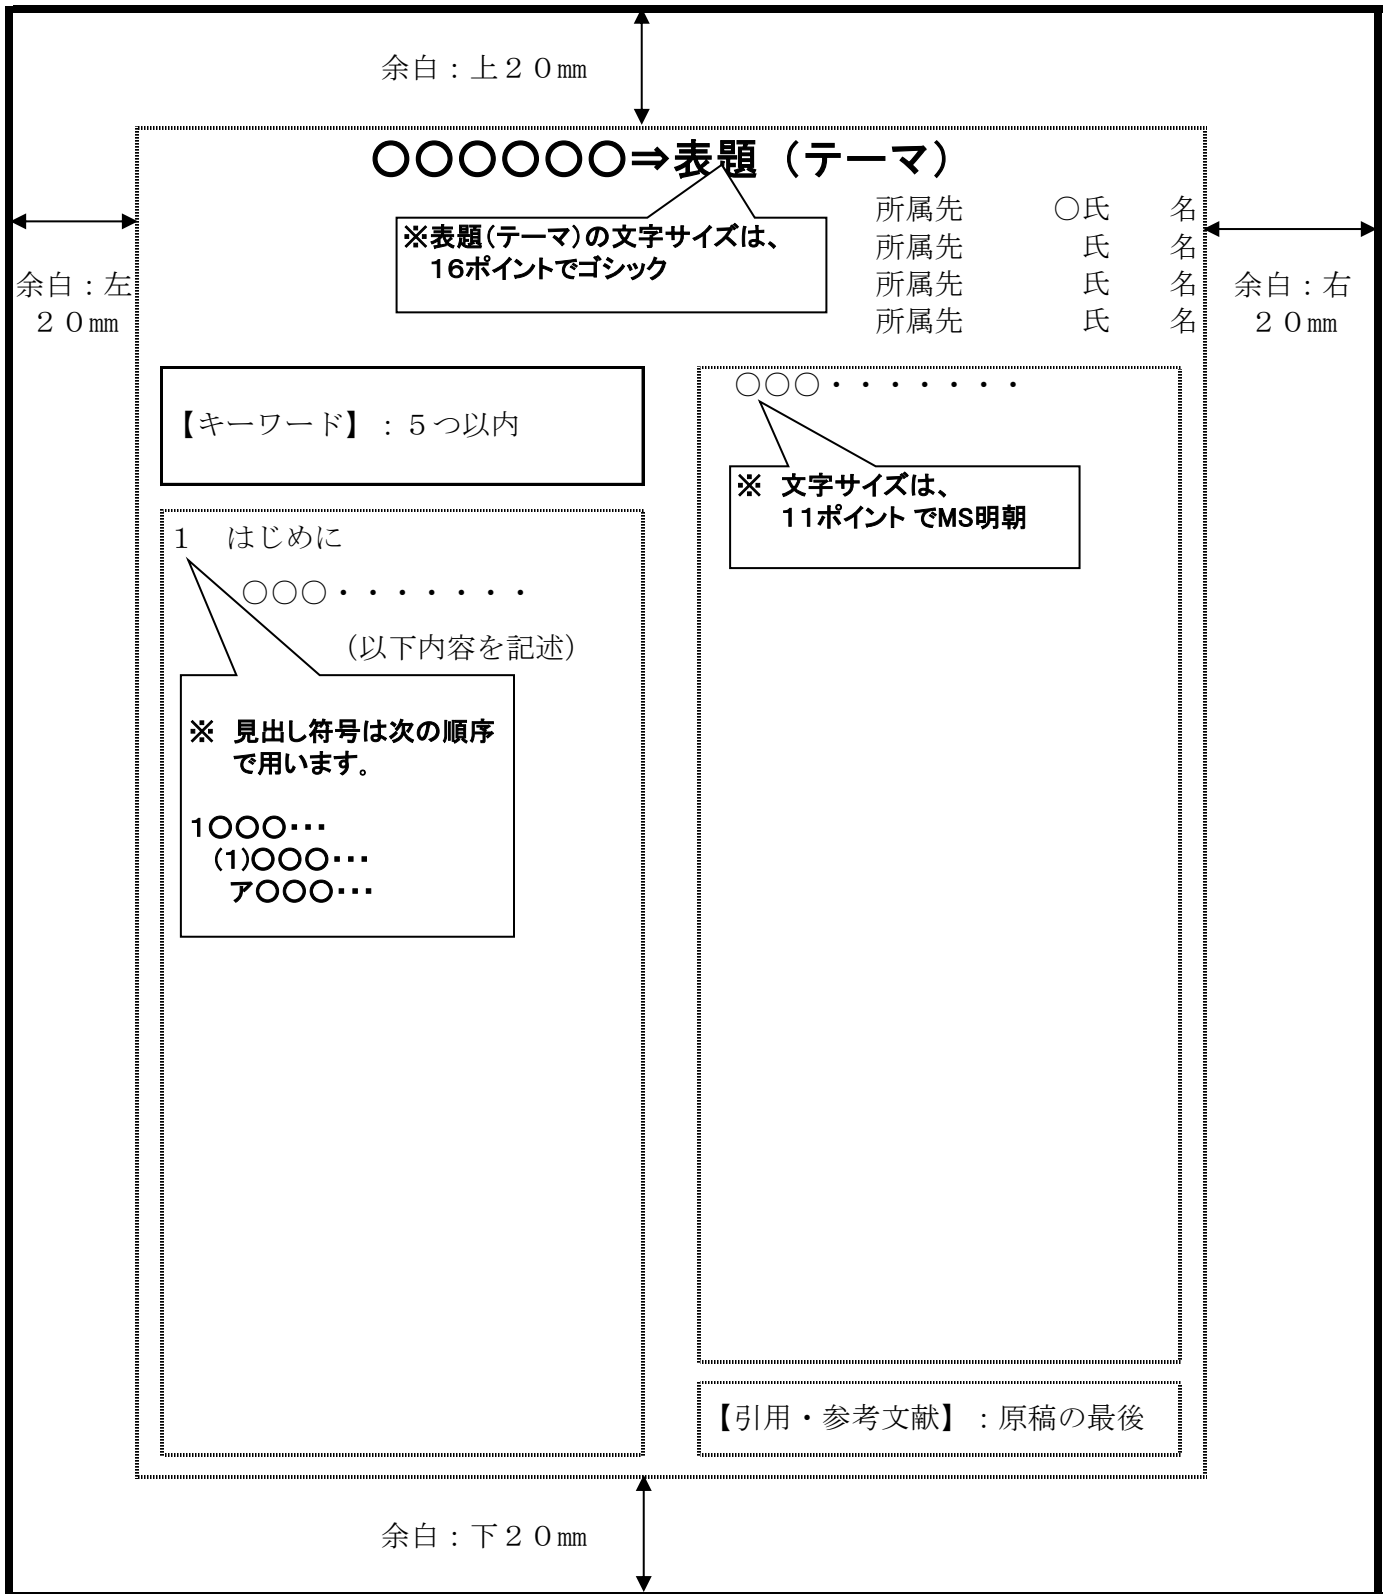 余白：上２０㎜
○○○○○○⇒表題（テーマ）
※表題（テーマ）の文字サイズは、
16ポイントでゴシック
所属先　　　○氏　　名
所属先　　　　氏　　名
所属先　　　　氏　　名
所属先　　　　氏　　名
余白：左
２０㎜
余白：右
２０㎜
【キーワード】：５つ以内
１　はじめに
○○○・・・・・・・
（以下内容を記述）
※　見出し符号は次の順序
で用います。
1○○○・・・
(1)○○○・・・
ア○○○・・・
○○○・・・・・・・
※　文字サイズは、
11ポイント でMS明朝
【引用・参考文献】：原稿の最後
余白：下２０㎜